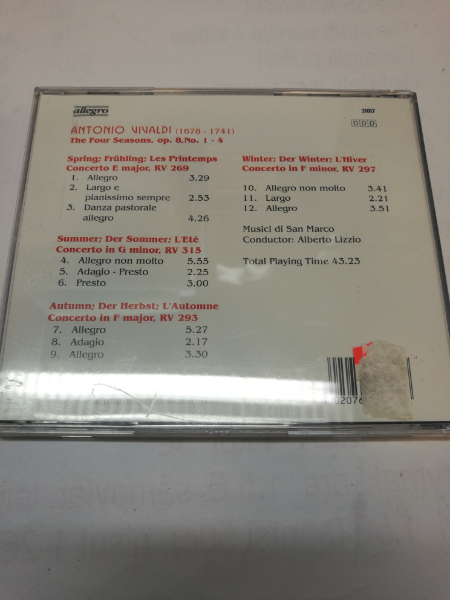 allegro
ANTONIO VIVALDI (1678 - 1741)
The Four Seasons, op. 8,No. 1 - 4
DDD
Spring; Frühling; Les Printemps
Concerto E major, RV 269
1. Allegro 3.29
2. Largo e
pianissimo sempre 2.53
3. Danza pastorale
allegro 4.26
Summer; Der Sommer; L'Eté
Concerto in G minor, RV 315
4. Allegro non molto 5.55
5. Adagio - Presto 2.25
6. Presto 3.00
Autumn; Der Herbst; L'Automne
Concerto in F major, RV 293
7. Allegro 5.27
8. Adagio 2.17
9. Allegro 3.30
Winter; Der Winter; L'Hiver
Concerto in F minor, RV 297
10. Allegro non molto 3.41
11. Largo 2.21
12. Allegro 3.51
Musici di San Marco
Conductor: Alberto Lizzio
Total Playing Time 43.23